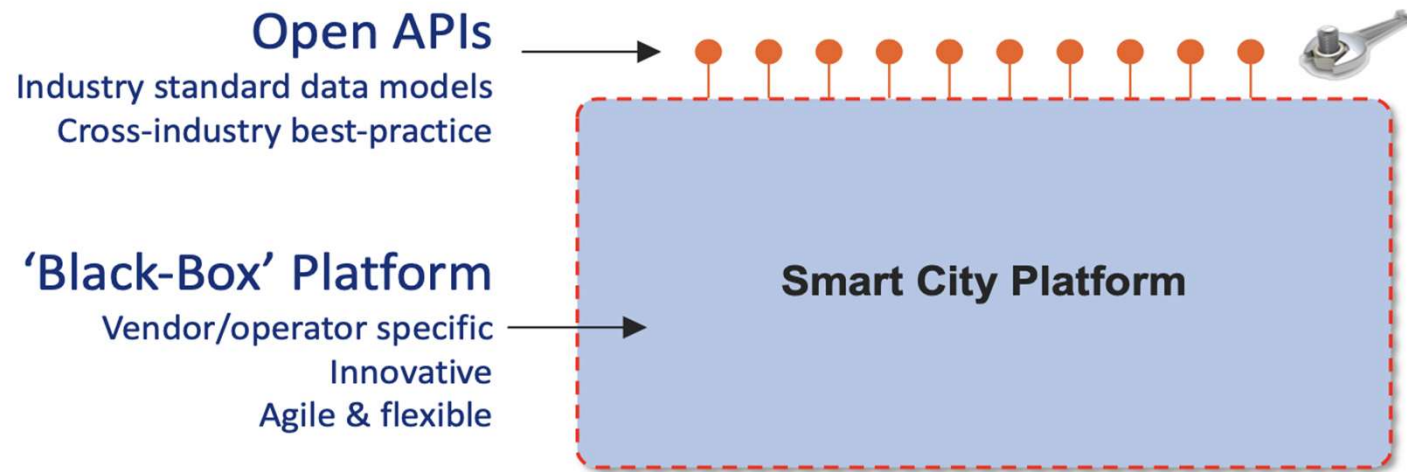 Open APIs
Industry standard data models
Cross-industry best-practice
‘Black-Box’ Platform
Vendor/operator specific
Innovative
Agile & flexible
Smart City Platform